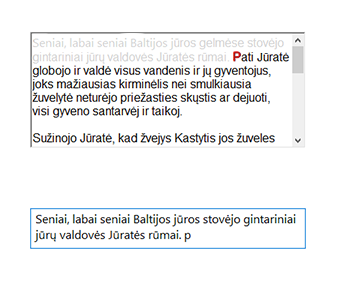 Seniai, labai seniai Baltijos jūros gelmėse stovėjo
gintariniai jūrų valdovės Jūratės rūmai. Pati Jūratė
globojo ir valdė visus vandenis ir jų gyventojus,
joks mažiausias kirminėlis nei smulkiausia
žuvelytė neturėjo priežasties skųstis ar dejuoti,
visi gyveno santarvėj ir taikoj.
Sužinojo Jūratė, kad žvejys Kastytis jos žuveles
Seniai, labai seniai Baltijos jūros stovėjo gintariniai
jūrų valdovės Jūratės rūmai. p